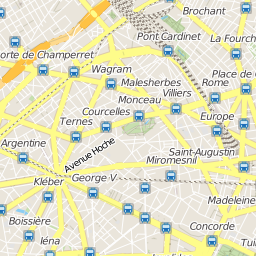 Brochant
Pont Cardinet
La Fourch
orte de Champerret
Wagram
Place de C
Malesherbes
Rome
Villiers
Monceau
Courcelles
Europe
Ternes
Avenue Hoche
Argentine
Saint-Augustin
Miromesnil
Kléber
George V
Madeleine
Boissière
Concorde
Iéna
Tuil